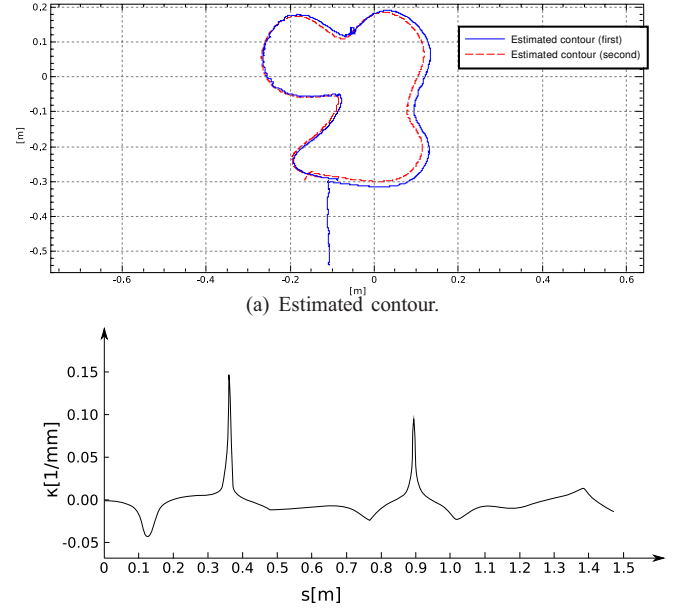 0.2
0.1
0
-0.1
-0.2
-0.3
-0.4
-0.5
[m]
Estimated contour (first)
Estimated contour (second)
-0.6 -0.4 -0.2 0 0.2 0.4 0.6
[m]
(a) Estimated contour.
0.15
0.10
0.05
0.00
-0.05
κ[1/mm]
0 0.1 0.2 0.3 0.4 0.5 0.6 0.7 0.8 0.9 1.0 1.1 1.2 1.3 1.4 1.5
s[m]